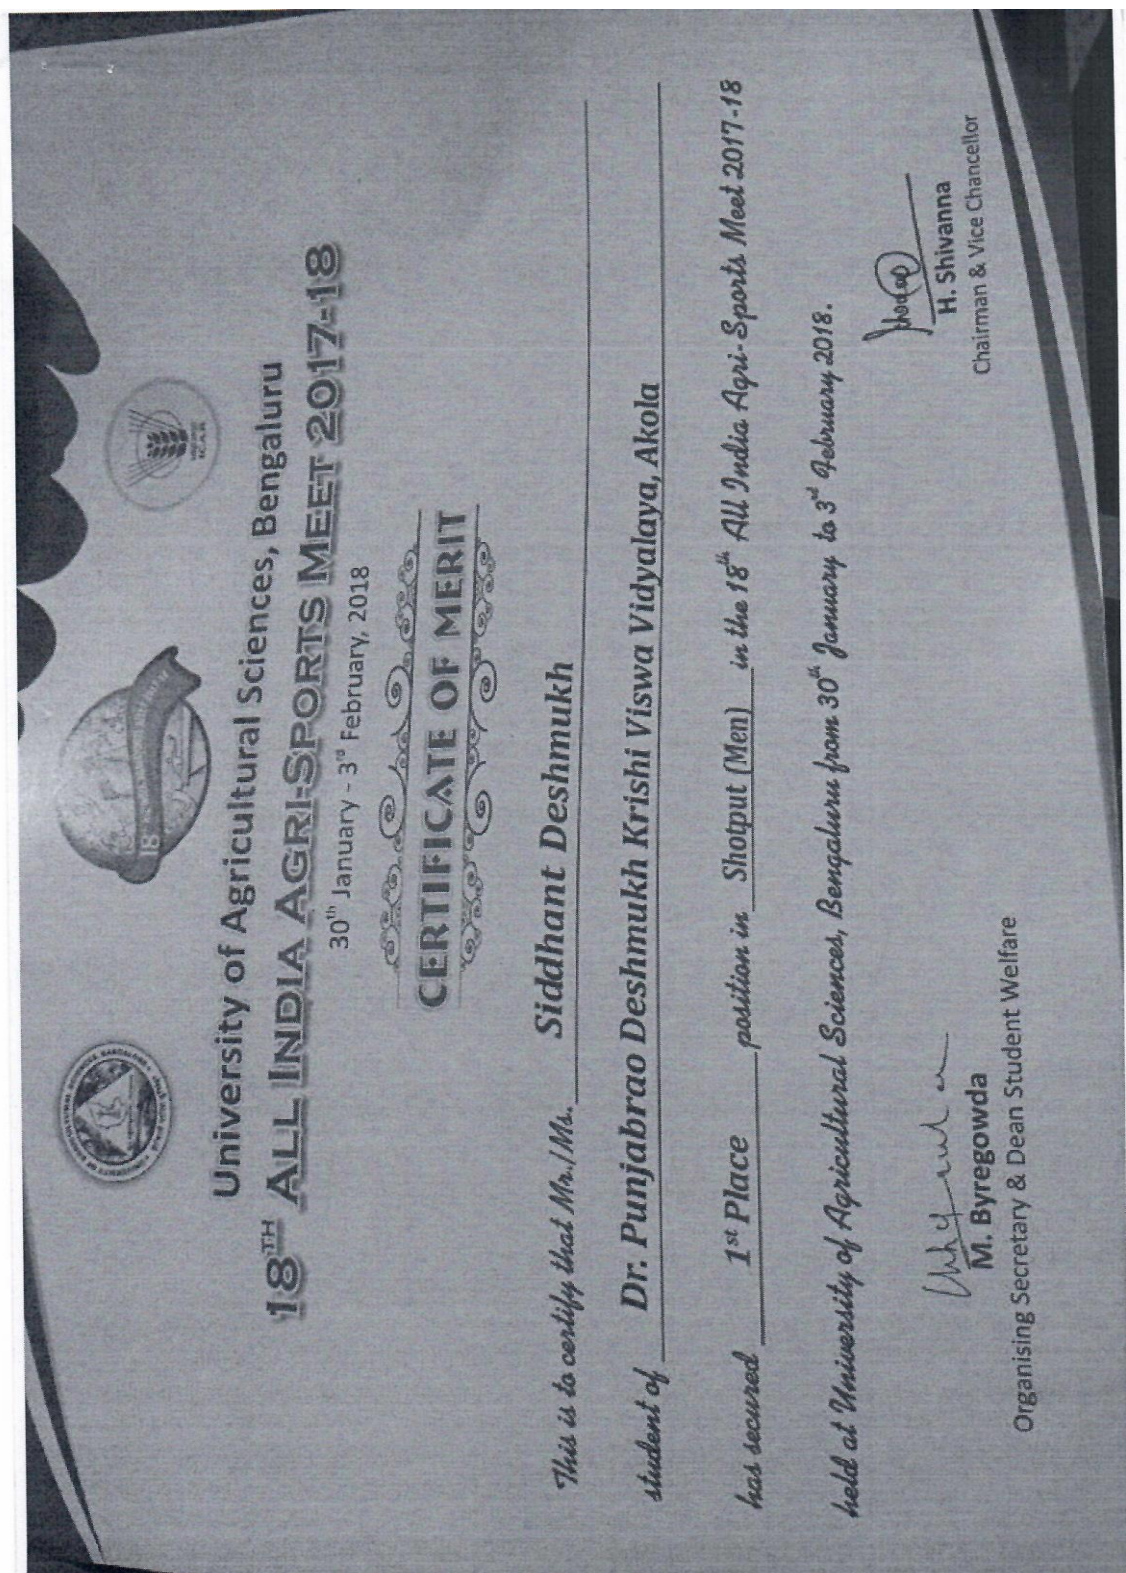 University of Agricultural Sciences, Bengaluru
18TH ALL INDIA AGRI-SPORTS MEET 2017-18
30th January - 3rd February, 2018
CERTIFICATE OF MERIT
This is to certify that Mr./Ms. Siddhant Deshmukh
student of Dr. Punjabrao Deshmukh Krishi Viswa Vidyalaya, Akola
has secured 1st Place position in Shotput (Men) in the 18th All India Agri-Sports Meet 2017-18
held at University of Agricultural Sciences, Bengaluru from 30th January to 3rd February 2018.
M. Byregowda
Organising Secretary & Dean Student Welfare
H. Shivanna
Chairman & Vice Chancellor
ICAR